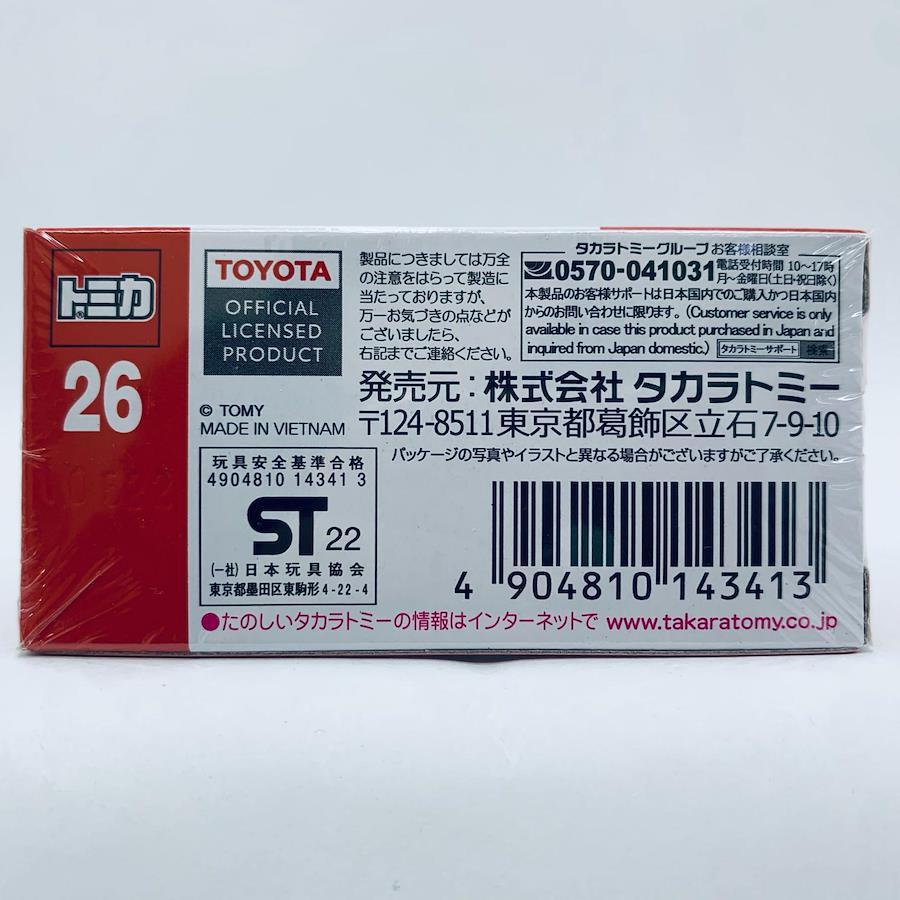 トミカ®
26
TOYOTA
OFFICIAL
LICENSED
PRODUCT
© TOMY
MADE IN VIETNAM
製品につきましては万全
の注意をはらって製造に
当たっておりますが、
万一お気づきの点などが
ございましたら、
右記までご連絡ください。
タカラトミーグループ お客様相談室
0570-041031 電話受付時間 10〜17時
月〜金曜日(土日・祝日除く)
本製品のお客様サポートは日本国内でのご購入かつ日本国内
からのお問い合わせに限ります。(Customer service is only
available in case this product purchased in Japan and
inquired from Japan domestic.) タカラトミーサポート 検索
発売元：株式会社 タカラトミー
〒124-8511 東京都葛飾区立石7-9-10
パッケージの写真やイラストと異なる場合がございますがご了承ください。
玩具安全基準合格
4904810 14341 3
ST 22
(一社)日本玩具協会
東京都墨田区東駒形4-22-4
4 904810 143413
●たのしいタカラトミーの情報はインターネットで www.takaratomy.co.jp